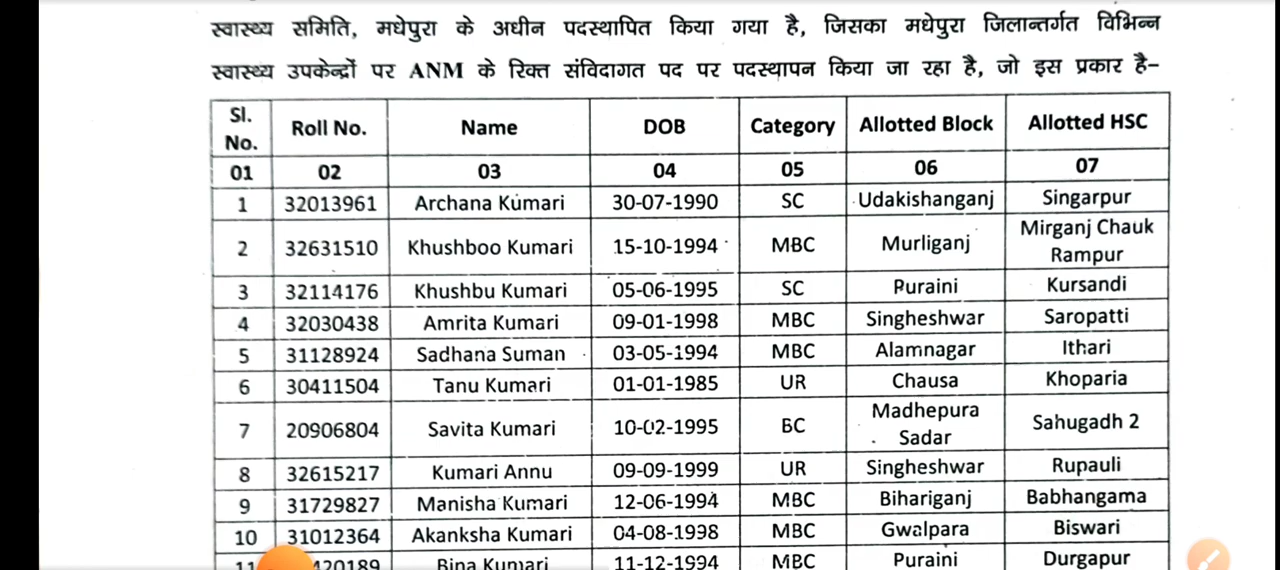 स्वास्थ्य समिति, मधेपुरा के अधीन पदस्थापित किया गया है, जिसका मधेपुरा जिलान्तर्गत विभिन्न
स्वास्थ्य उपकेन्द्रों पर ANM के रिक्त संविदागत पद पर पदस्थापन किया जा रहा है, जो इस प्रकार है–
Sl. No. Roll No. Name DOB Category Allotted Block Allotted HSC
01 02 03 04 05 06 07
1 32013961 Archana Kumari 30-07-1990 SC Udakishanganj Singarpur
2 32631510 Khushboo Kumari 15-10-1994 MBC Murliganj Mirganj Chauk Rampur
3 32114176 Khushbu Kumari 05-06-1995 SC Puraini Kursandi
4 32030438 Amrita Kumari 09-01-1998 MBC Singheshwar Saropatti
5 31128924 Sadhana Suman 03-05-1994 MBC Alamnagar Ithari
6 30411504 Tanu Kumari 01-01-1985 UR Chausa Khoparia
7 20906804 Savita Kumari 10-02-1995 BC Madhepura Sadar Sahugadh 2
8 32615217 Kumari Annu 09-09-1999 UR Singheshwar Rupauli
9 31729827 Manisha Kumari 12-06-1994 MBC Bihariganj Babhangama
10 31012364 Akanksha Kumari 04-08-1998 MBC Gwalpara Biswari
11 Bina Kumari 11-12-1994 MBC Puraini Durgapur